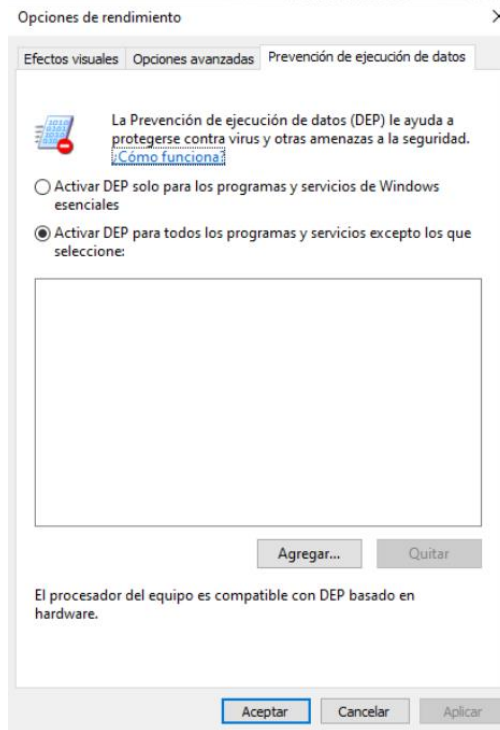 Opciones de rendimiento
Efectos visuales Opciones avanzadas Prevención de ejecución de datos
La Prevención de ejecución de datos (DEP) le ayuda a
protegerse contra virus y otras amenazas a la seguridad.
¿Cómo funciona?
Activar DEP solo para los programas y servicios de Windows
esenciales
Activar DEP para todos los programas y servicios excepto los que
seleccione:
Agregar... Quitar
El procesador del equipo es compatible con DEP basado en
hardware.
Aceptar Cancelar Aplicar